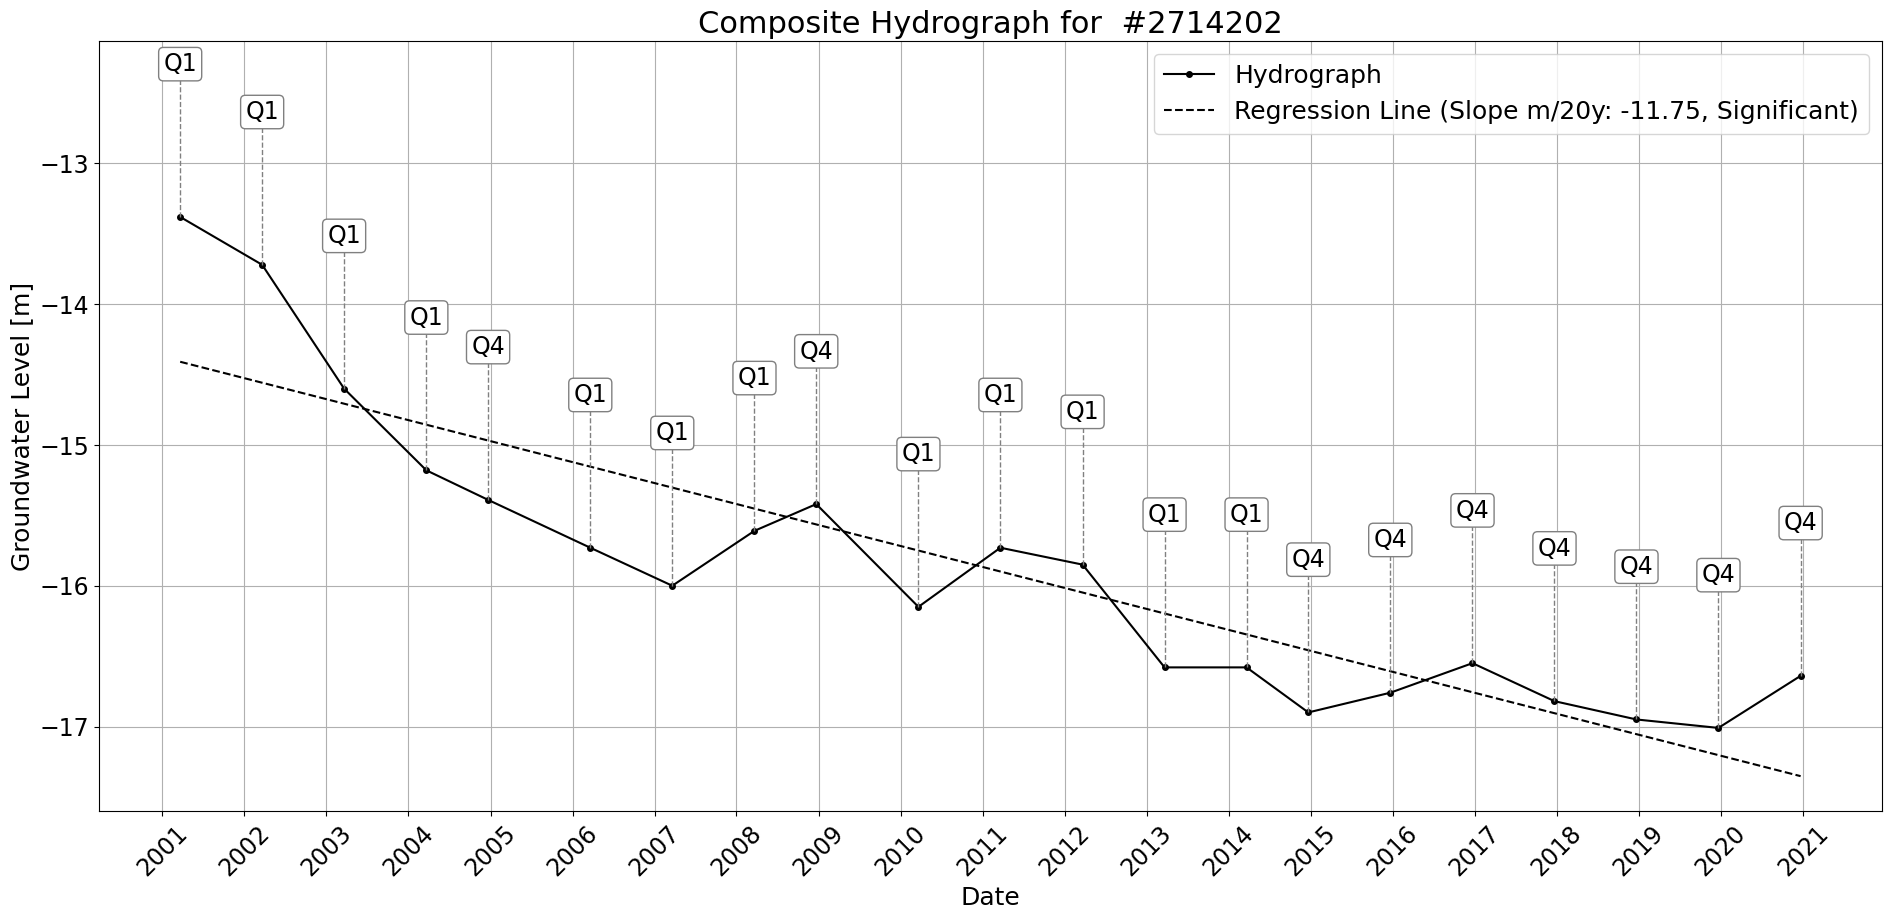 Composite Hydrograph for  #2714202
Hydrograph
Regression Line (Slope m/20y: -11.75, Significant)
Groundwater Level [m]
−13
−14
−15
−16
−17
Q1
Q1
Q1
Q1
Q4
Q1
Q1
Q1
Q4
Q1
Q1
Q1
Q1
Q1
Q4
Q4
Q4
Q4
Q4
Q4
Q4
2001
2002
2003
2004
2005
2006
2007
2008
2009
2010
2011
2012
2013
2014
2015
2016
2017
2018
2019
2020
2021
Date